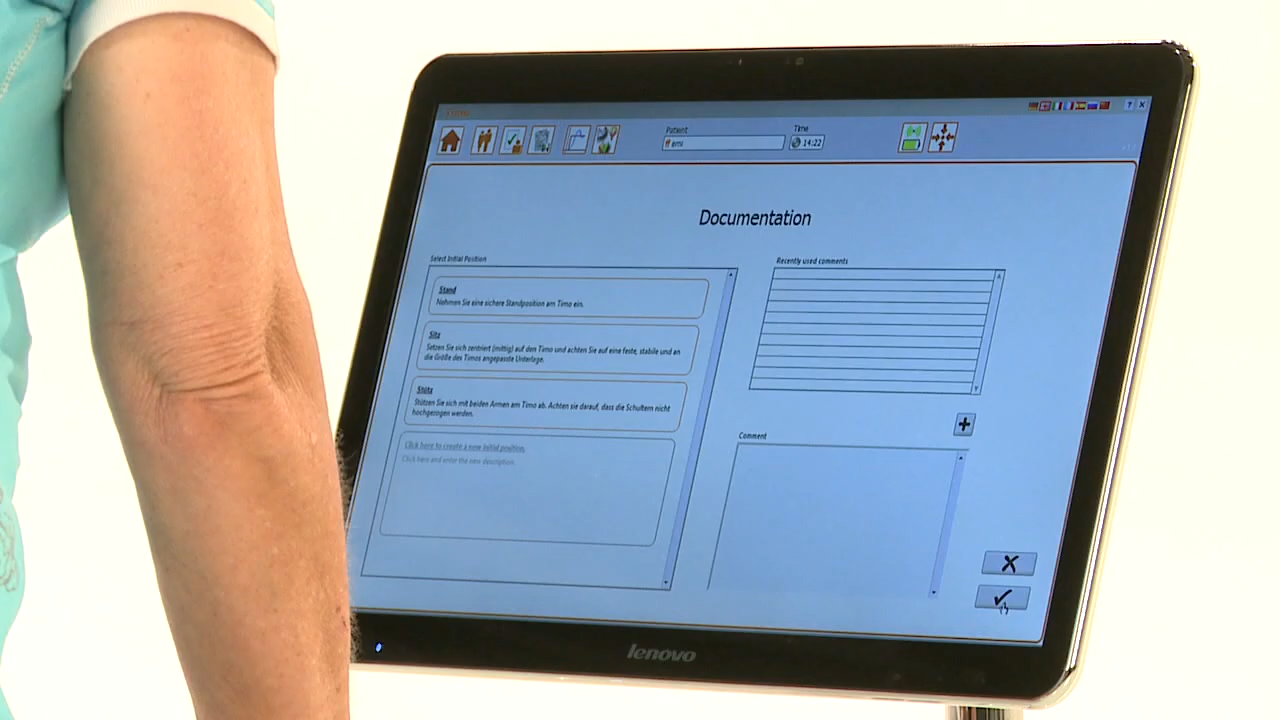 Patient
Time
emi
14:22
?
X
Documentation
Select Initial Position
Recently used comments
Stand
Nehmen Sie eine sichere Standposition am Timo ein.
Sitz
Setzen Sie sich zentriert (mittig) auf den Timo und achten Sie auf eine feste, stabile und an
die Größe des Timos angepasste Unterlage.
Stütz
Stützen Sie sich mit beiden Armen am Timo ab. Achten sie darauf, dass die Schultern nicht
hochgezogen werden.
Click here to create a new initial position.
Click here and enter the new description.
Comment
lenovo